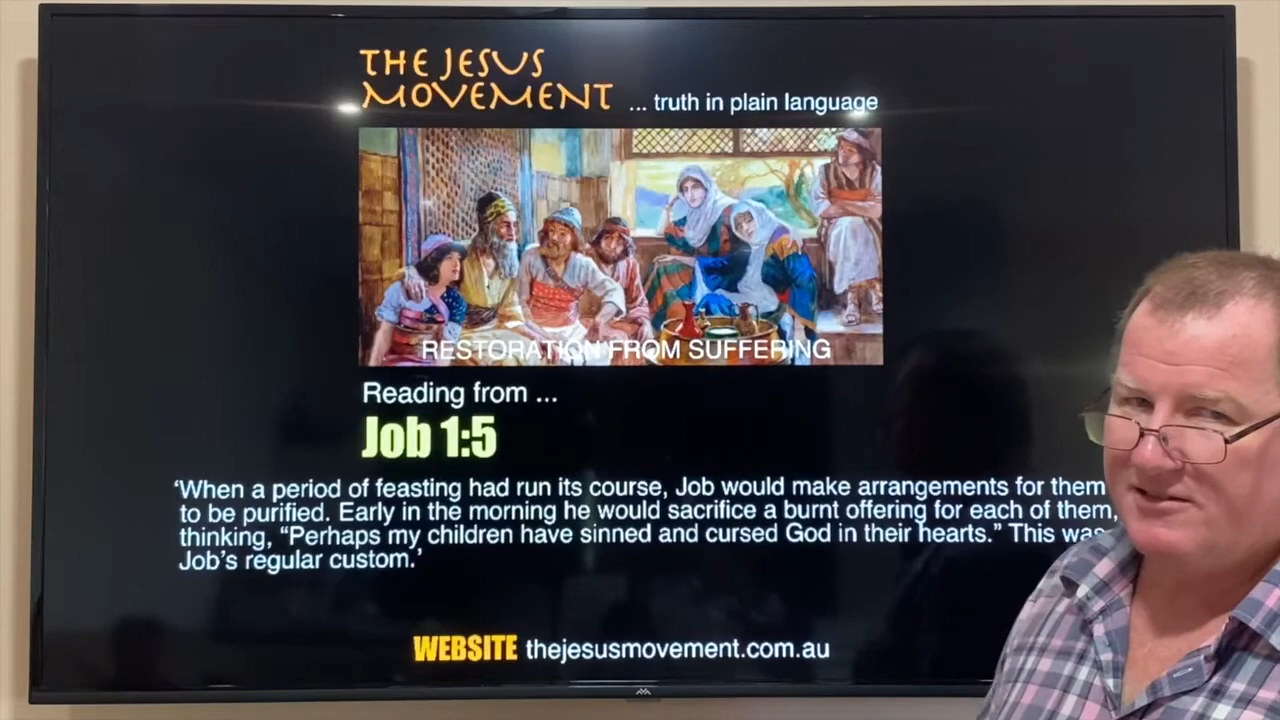 THE JESUS
MOVEMENT ... truth in plain language
RESTORATION FROM SUFFERING
Reading from ...
Job 1:5
‘When a period of feasting had run its course, Job would make arrangements for them
to be purified. Early in the morning he would sacrifice a burnt offering for each of them,
thinking, “Perhaps my children have sinned and cursed God in their hearts.” This was
Job’s regular custom.’
WEBSITE thejesusmovement.com.au